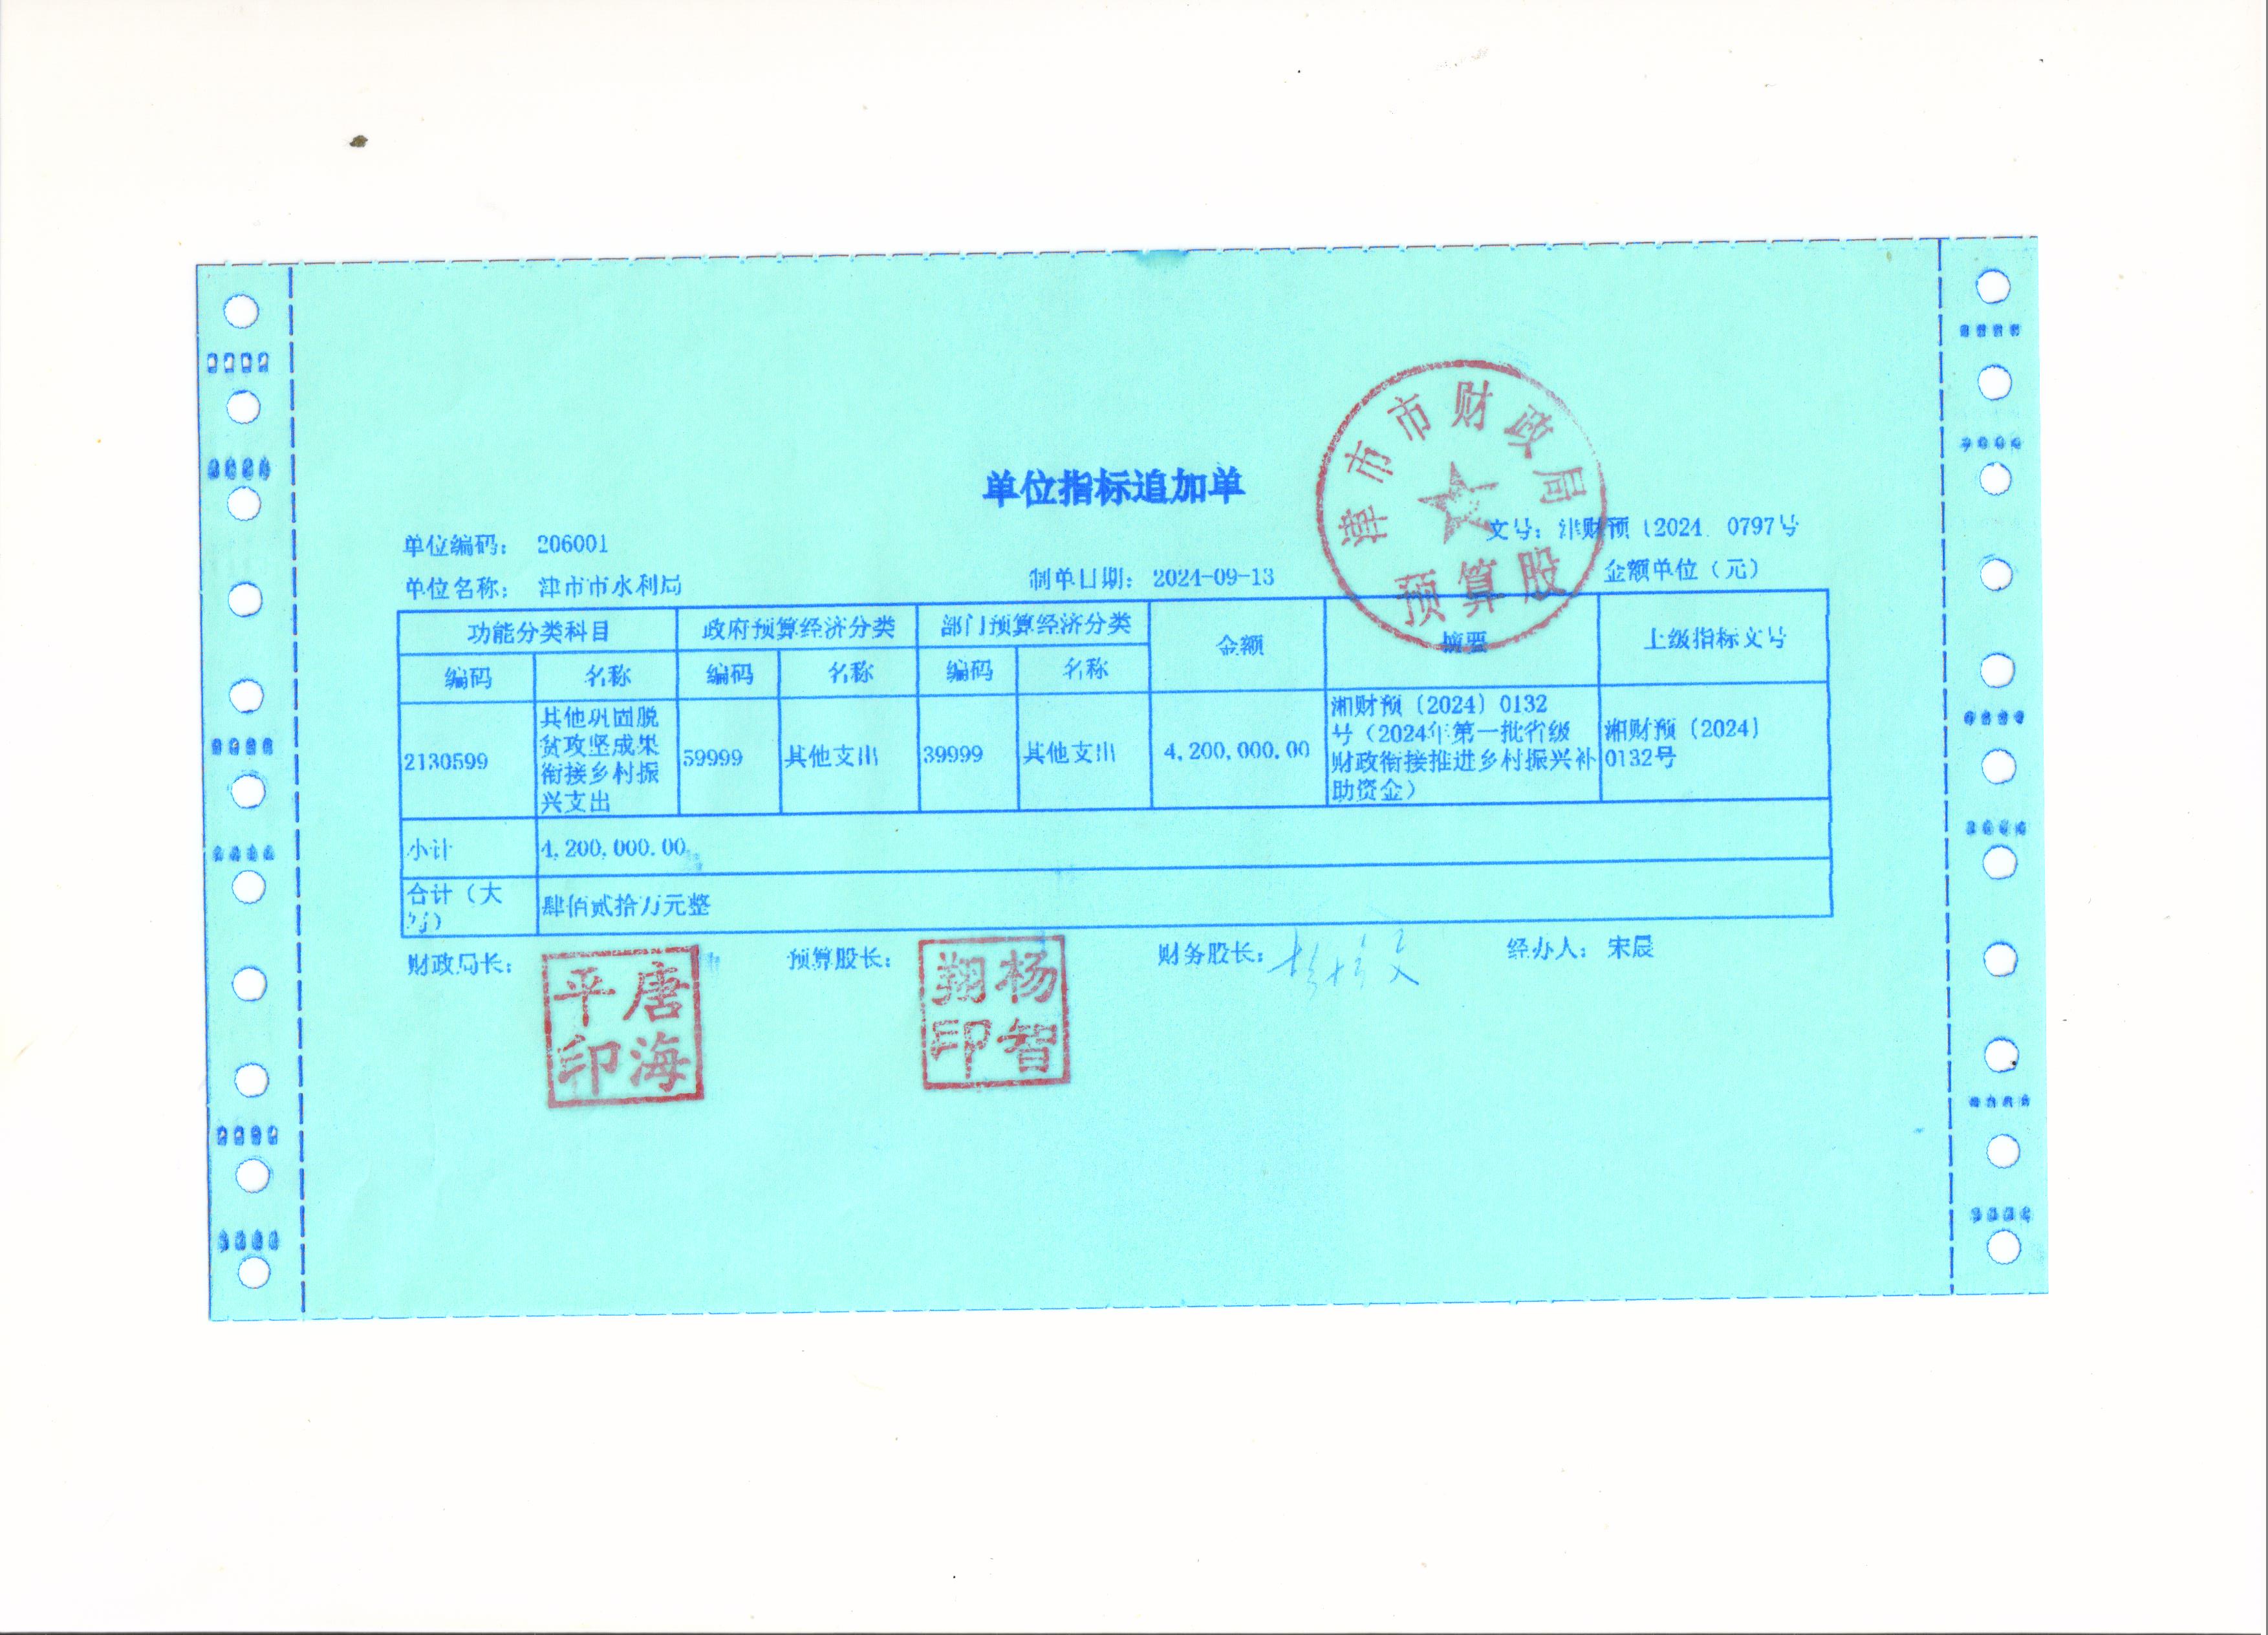 单位指标追加单
津市市财政局
预算股
单位编码： 206001
文号：津财预〔2024〕0797号
单位名称： 津市市水利局
制单日期： 2024-09-13
金额单位（元）
功能分类科目 政府预算经济分类 部门预算经济分类 金额 摘要 上级指标文号
编码 名称 编码 名称 编码 名称
2130599
其他巩固脱
贫攻坚成果
衔接乡村振
兴支出
59999
其他支出
39999
其他支出
4,200,000.00
湘财预〔2024〕0132
号（2024年第一批省级
财政衔接推进乡村振兴补
助资金）
湘财预〔2024〕
0132号
小计 4,200,000.00
合计（大
写）
肆佰贰拾万元整
财政局长： 预算股长： 财务股长： 经办人： 宋晨
唐海平印
杨智翔印